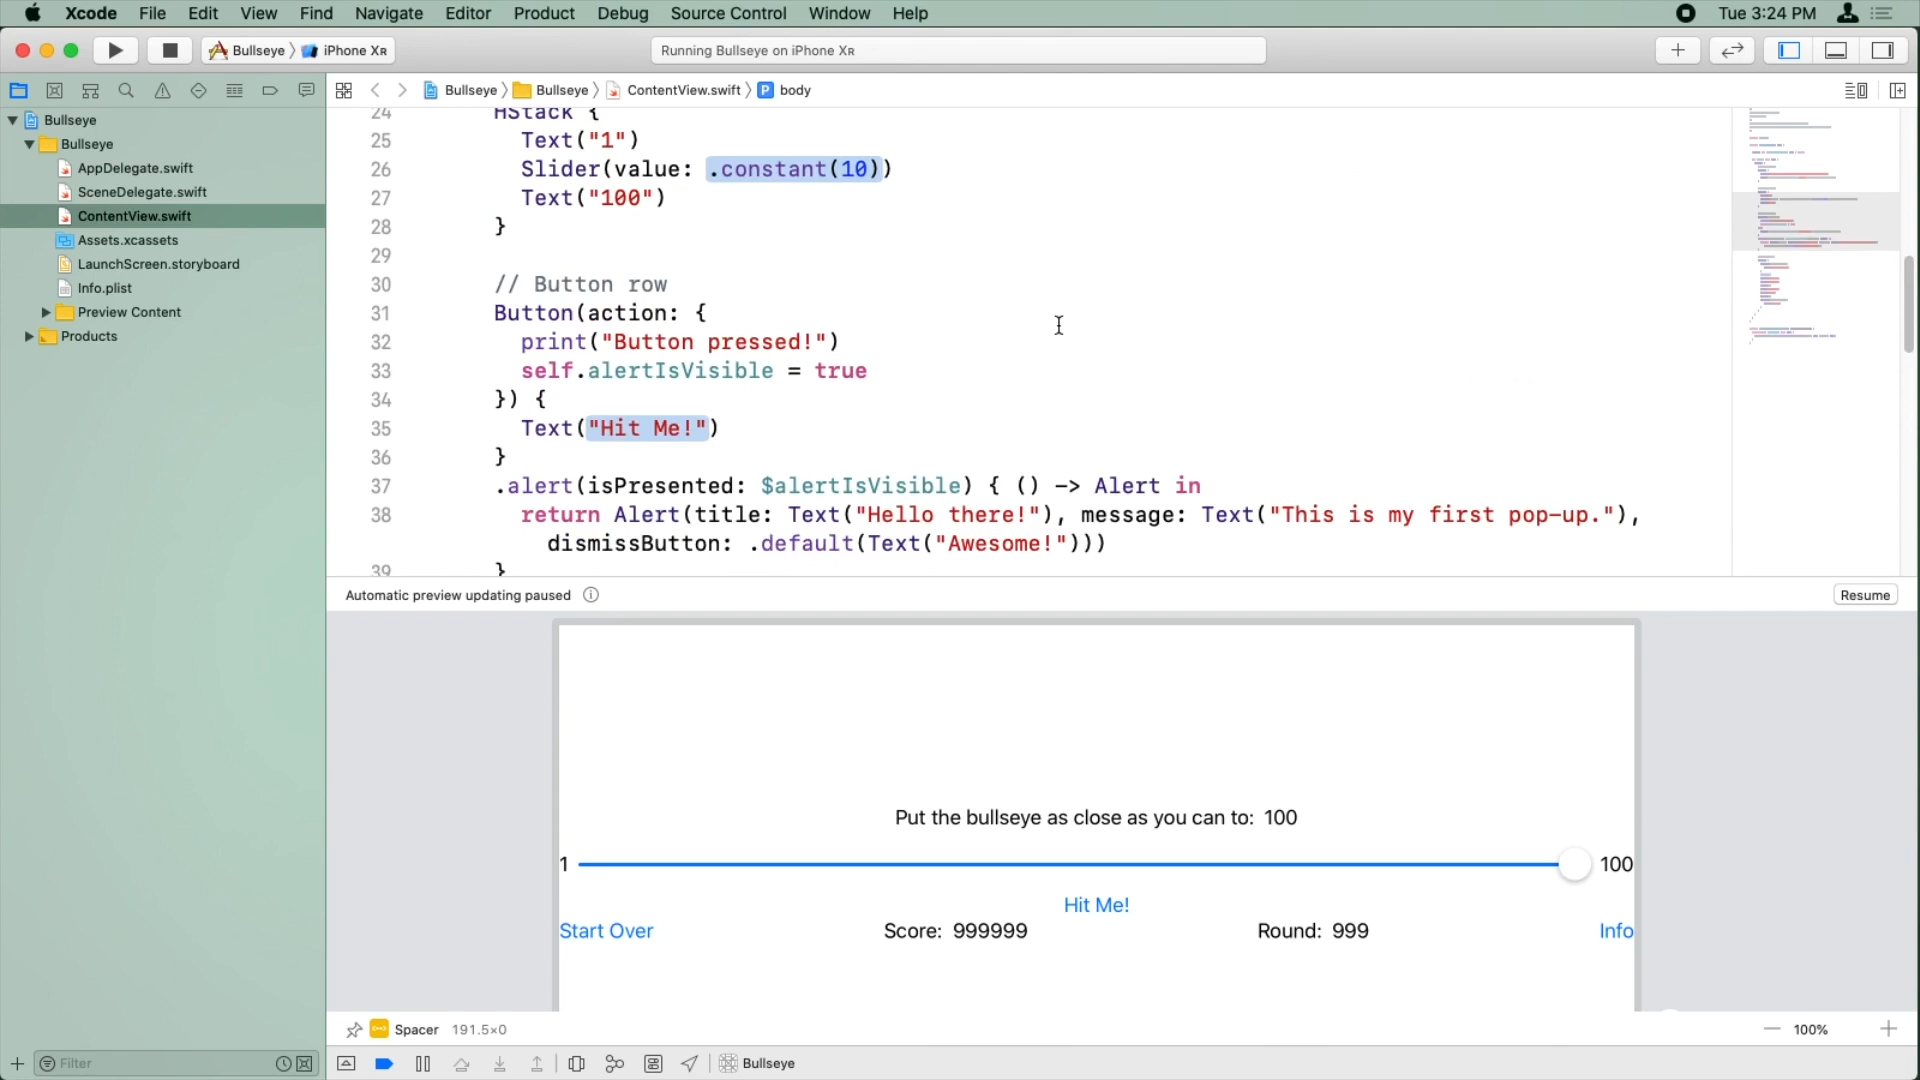 Xcode File Edit View Find Navigate Editor Product Debug Source Control Window Help Tue 3:24 PM
Bullseye iPhone XR Running Bullseye on iPhone XR
Bullseye Bullseye ContentView.swift body
Bullseye
Bullseye
AppDelegate.swift
SceneDelegate.swift
ContentView.swift
Assets.xcassets
LaunchScreen.storyboard
Info.plist
Preview Content
Products
Filter
24 HStack {
25 Text("1")
26 Slider(value: .constant(10))
27 Text("100")
28 }
29
30 // Button row
31 Button(action: {
32 print("Button pressed!")
33 self.alertIsVisible = true
34 }) {
35 Text("Hit Me!")
36 }
37 .alert(isPresented: $alertIsVisible) { () -> Alert in
38 return Alert(title: Text("Hello there!"), message: Text("This is my first pop-up."),
dismissButton: .default(Text("Awesome!")))
39 }
Automatic preview updating paused Resume
Put the bullseye as close as you can to: 100
1 100
Hit Me!
Start Over Score: 999999 Round: 999 Info
Spacer 191.5×0 100%
Bullseye